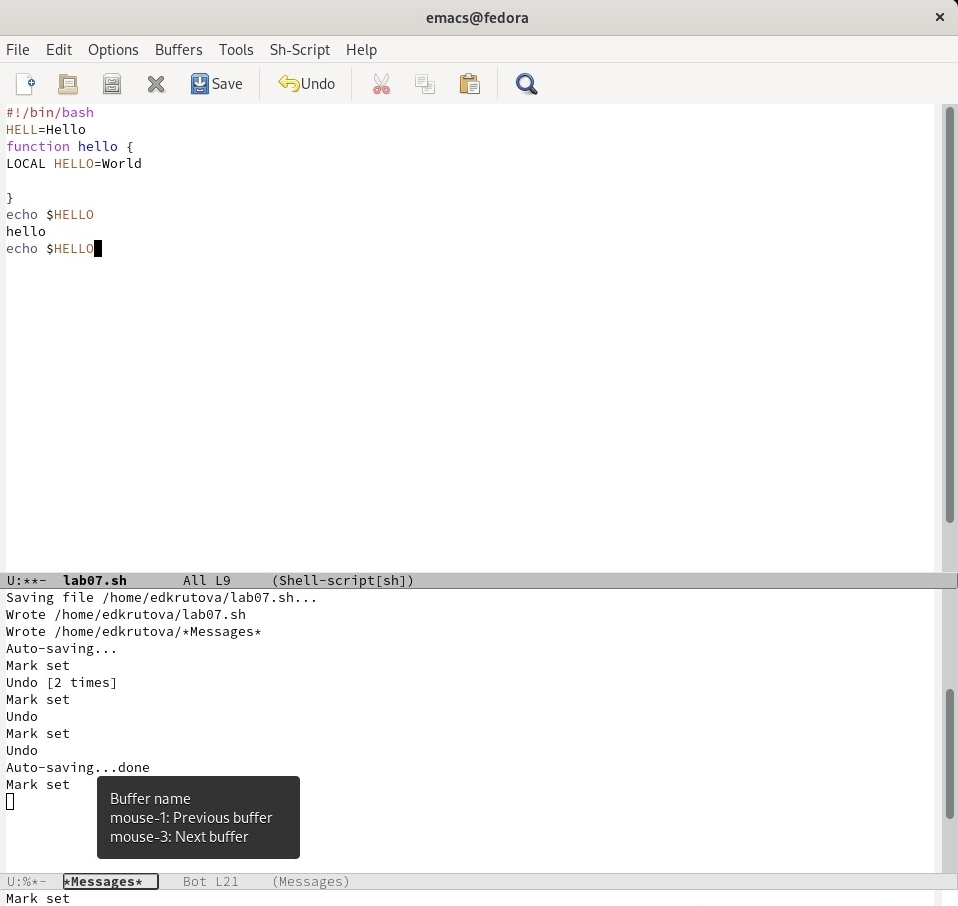 emacs@fedora ×
File Edit Options Buffers Tools Sh-Script Help
Save Undo
#!/bin/bash
HELL=Hello
function hello {
LOCAL HELLO=World
}
echo $HELLO
hello
echo $HELLO
U:**- lab07.sh All L9 (Shell-script[sh])
Saving file /home/edkrutova/lab07.sh...
Wrote /home/edkrutova/lab07.sh
Wrote /home/edkrutova/*Messages*
Auto-saving...
Mark set
Undo [2 times]
Mark set
Undo
Mark set
Undo
Auto-saving...done
Mark set
Buffer name
mouse-1: Previous buffer
mouse-3: Next buffer
U:%*- *Messages* Bot L21 (Messages)
Mark set